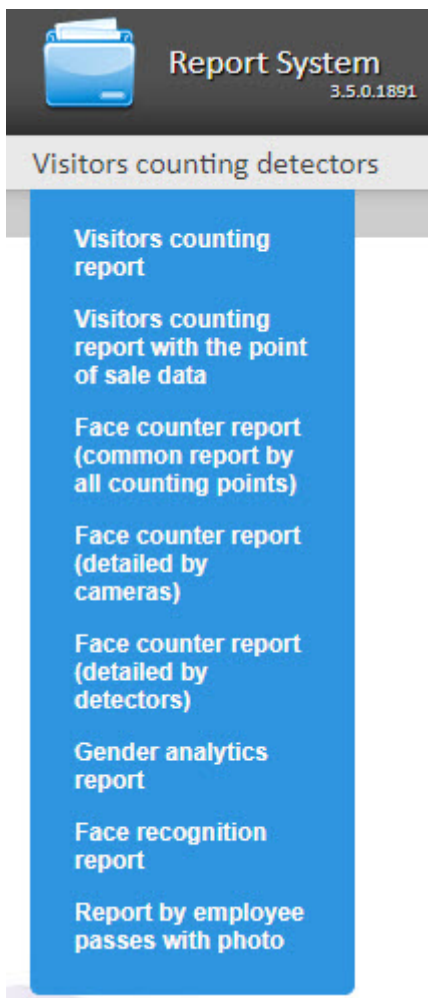 Report System
3.5.0.1891
Visitors counting detectors
Visitors counting
report
Visitors counting
report with the point
of sale data
Face counter report
(common report by
all counting points)
Face counter report
(detailed by
cameras)
Face counter report
(detailed by
detectors)
Gender analytics
report
Face recognition
report
Report by employee
passes with photo